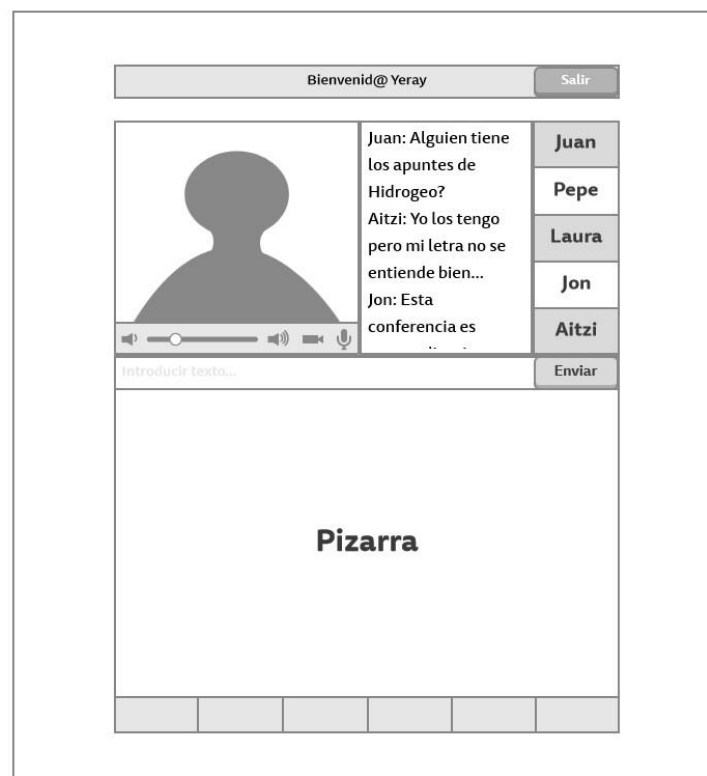 Bienvenid@ Yeray
Salir
Juan: Alguien tiene
los apuntes de
Hidrogeo?
Aitzi: Yo los tengo
pero mi letra no se
entiende bien...
Jon: Esta
conferencia es
Juan
Pepe
Laura
Jon
Aitzi
Introducir texto...
Enviar
Pizarra